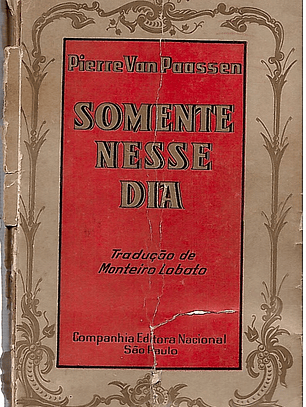 Pierre Van Paassen
SOMENTE
NESSE
DIA
Tradução de
Monteiro Lobato
Companhia Editora Nacional
São Paulo